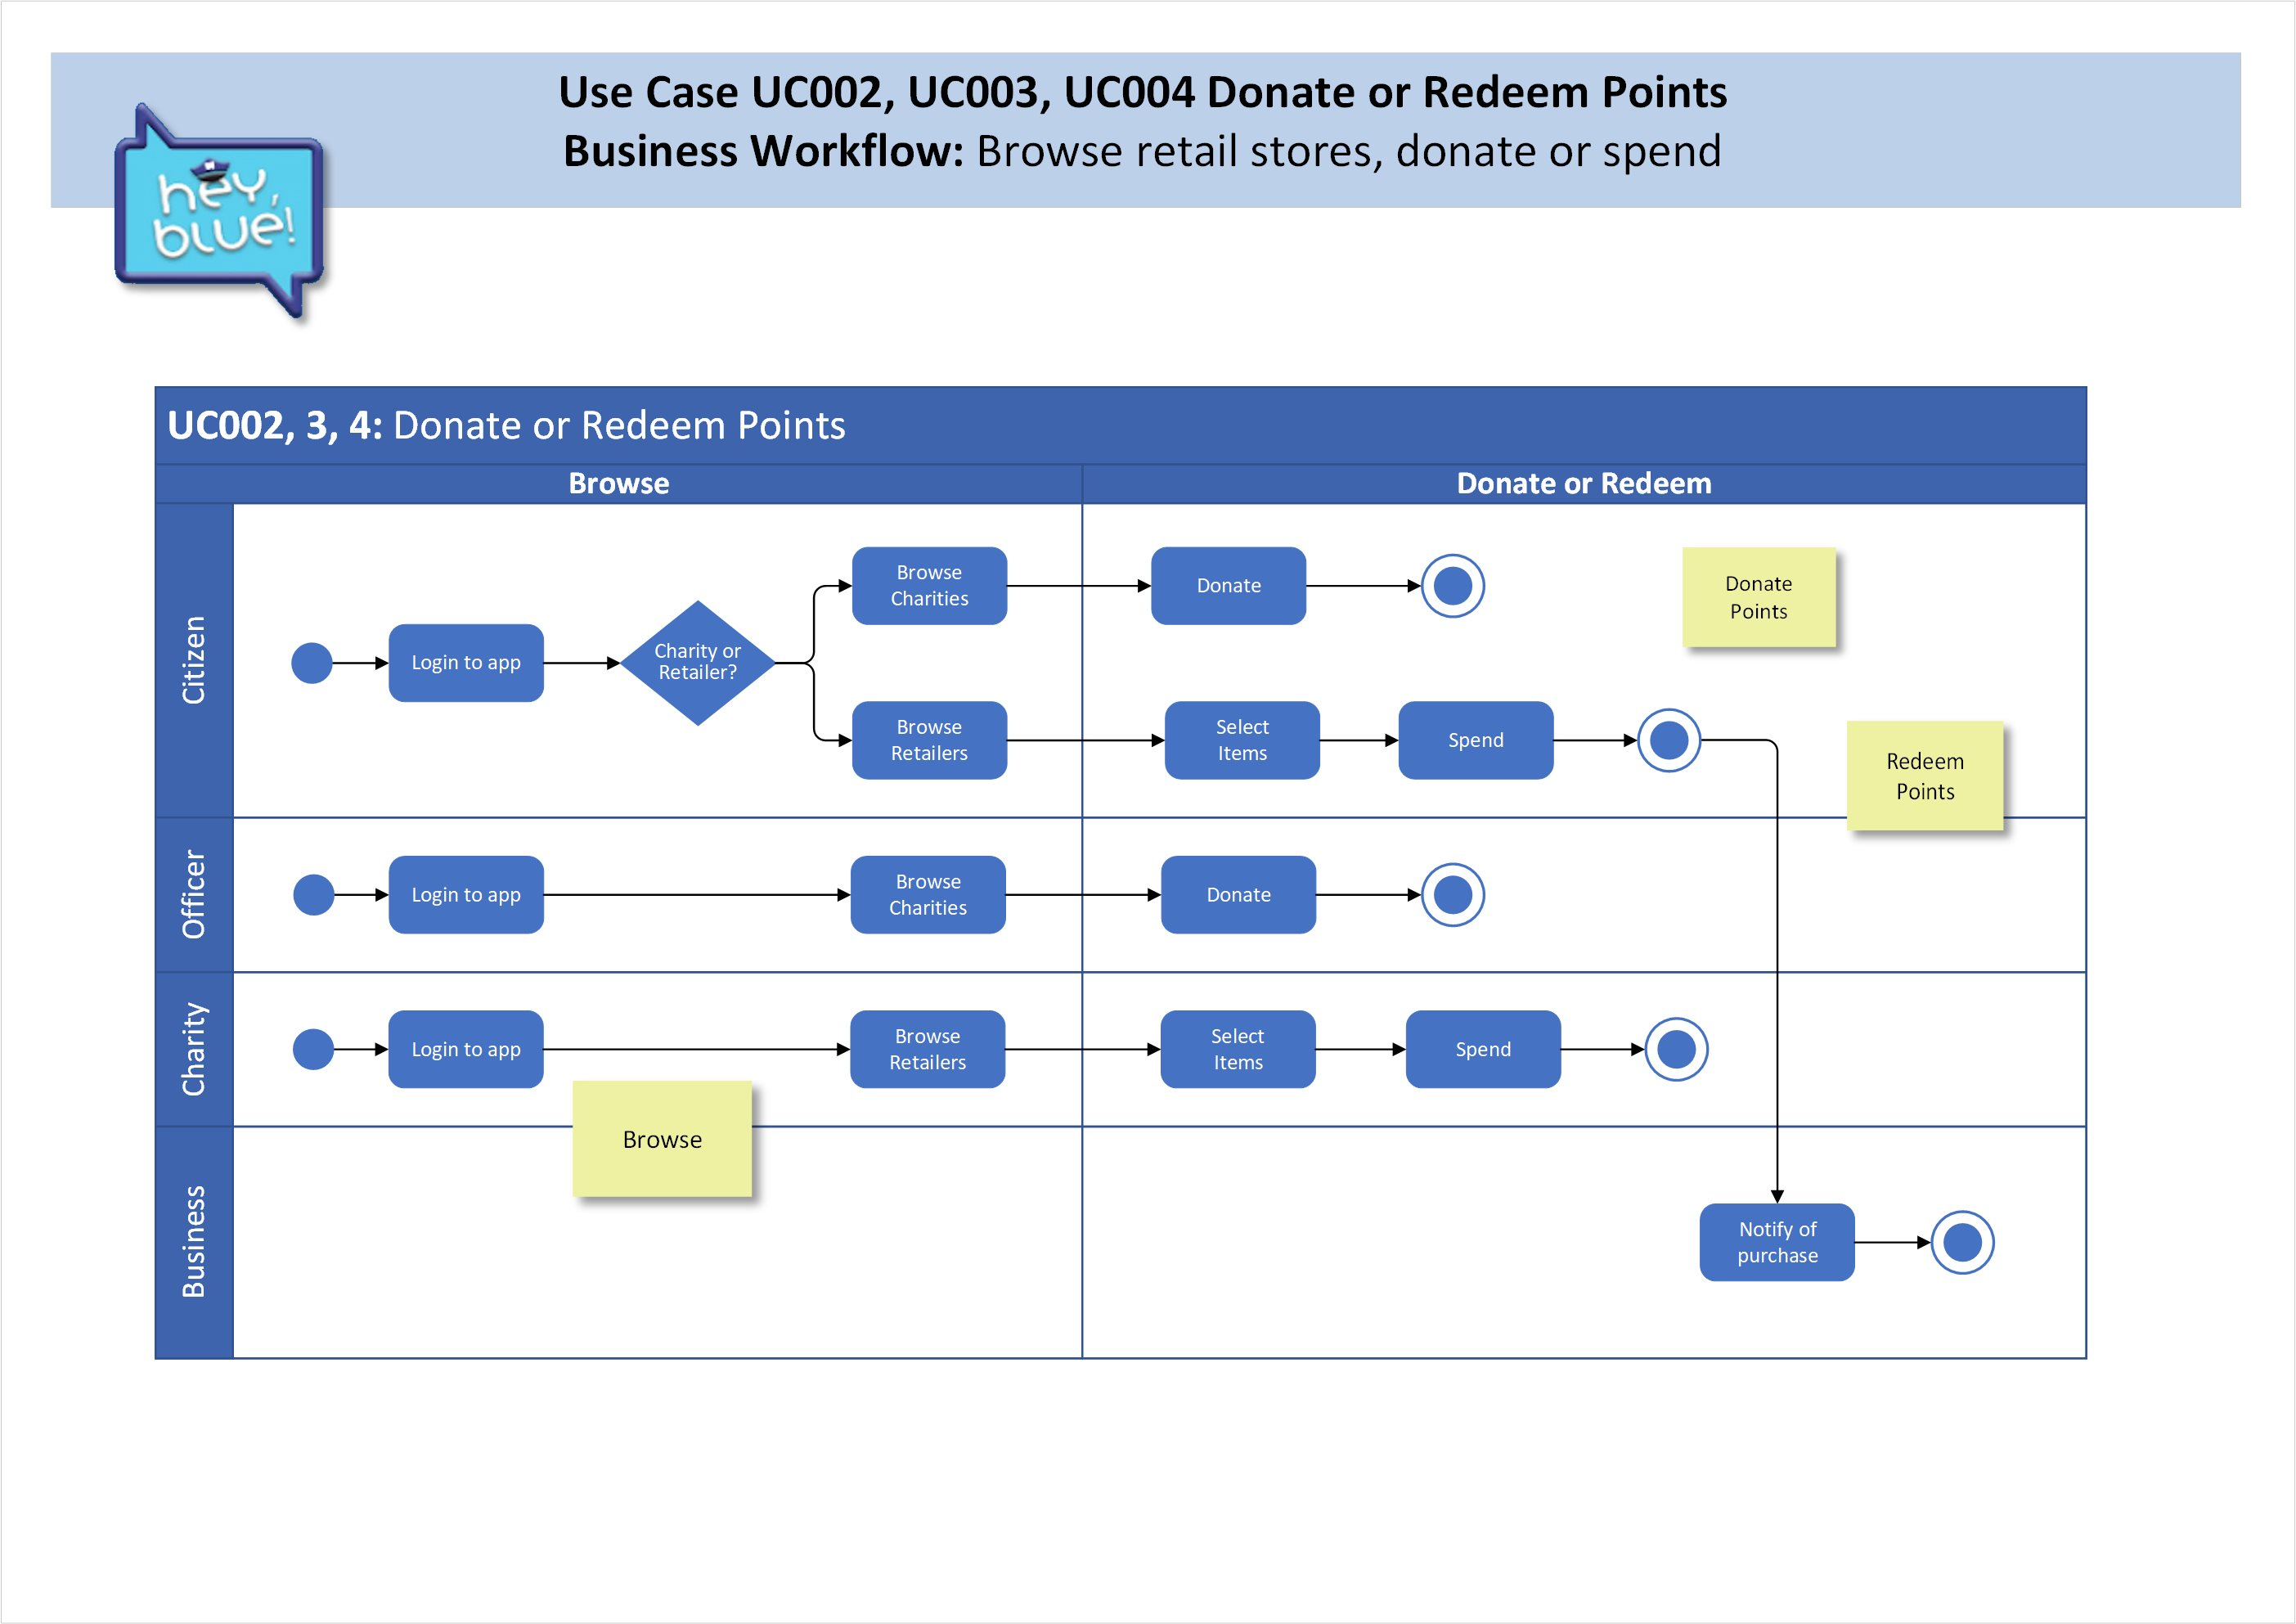 Use Case UC002, UC003, UC004 Donate or Redeem Points
Business Workflow: Browse retail stores, donate or spend
hey,
blue!
UC002, 3, 4: Donate or Redeem Points
Browse
Donate or Redeem
Citizen
Login to app
Charity or
Retailer?
Browse
Charities
Donate
Donate
Points
Browse
Retailers
Select
Items
Spend
Redeem
Points
Officer
Login to app
Browse
Charities
Donate
Charity
Login to app
Browse
Retailers
Select
Items
Spend
Browse
Business
Notify of
purchase